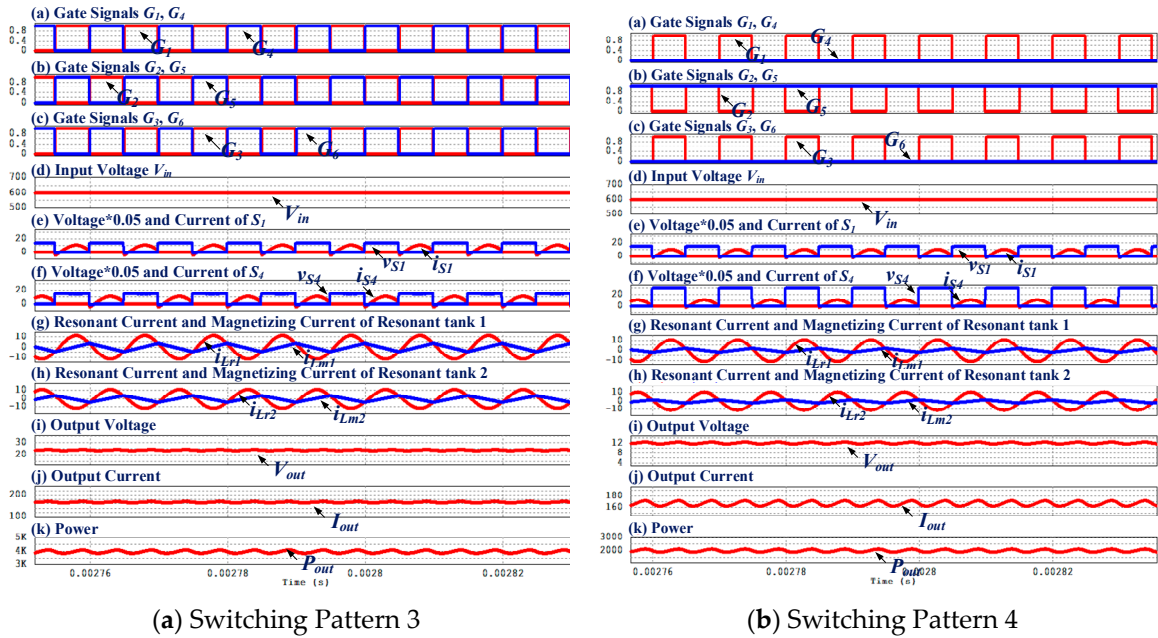 (a) Gate Signals G1, G4
0.8
0.4
0
G1
G4
(b) Gate Signals G2, G5
0.8
0.4
0
G2
G5
(c) Gate Signals G3, G6
0.8
0.4
0
G3
G6
(d) Input Voltage Vin
700
600
500
Vin
(e) Voltage*0.05 and Current of S1
20
0
vS1
iS1
(f) Voltage*0.05 and Current of S4
20
0
vS4
iS4
(g) Resonant Current and Magnetizing Current of Resonant tank 1
10
0
-10
iLr1
iLm1
(h) Resonant Current and Magnetizing Current of Resonant tank 2
10
0
-10
iLr2
iLm2
(i) Output Voltage
30
20
Vout
(j) Output Current
200
100
Iout
(k) Power
5K
4K
3K
Pout
0.00276
0.00278
0.0028
0.00282
Time (s)
(a) Switching Pattern 3
(a) Gate Signals G1, G4
0.8
0.4
0
G4
G1
(b) Gate Signals G2, G5
0.8
0.4
0
G2
G5
(c) Gate Signals G3, G6
0.8
0.4
0
G6
G3
(d) Input Voltage Vin
700
600
500
Vin
(e) Voltage*0.05 and Current of S1
20
0
vS1
iS1
(f) Voltage*0.05 and Current of S4
20
0
vS4
iS4
(g) Resonant Current and Magnetizing Current of Resonant tank 1
10
0
-10
iLr1
iLm1
(h) Resonant Current and Magnetizing Current of Resonant tank 2
10
0
-10
iLr2
iLm2
(i) Output Voltage
12
8
4
Vout
(j) Output Current
180
160
Iout
(k) Power
3000
2000
Pout
0.00276
0.00278
0.0028
0.00282
Time (s)
(b) Switching Pattern 4